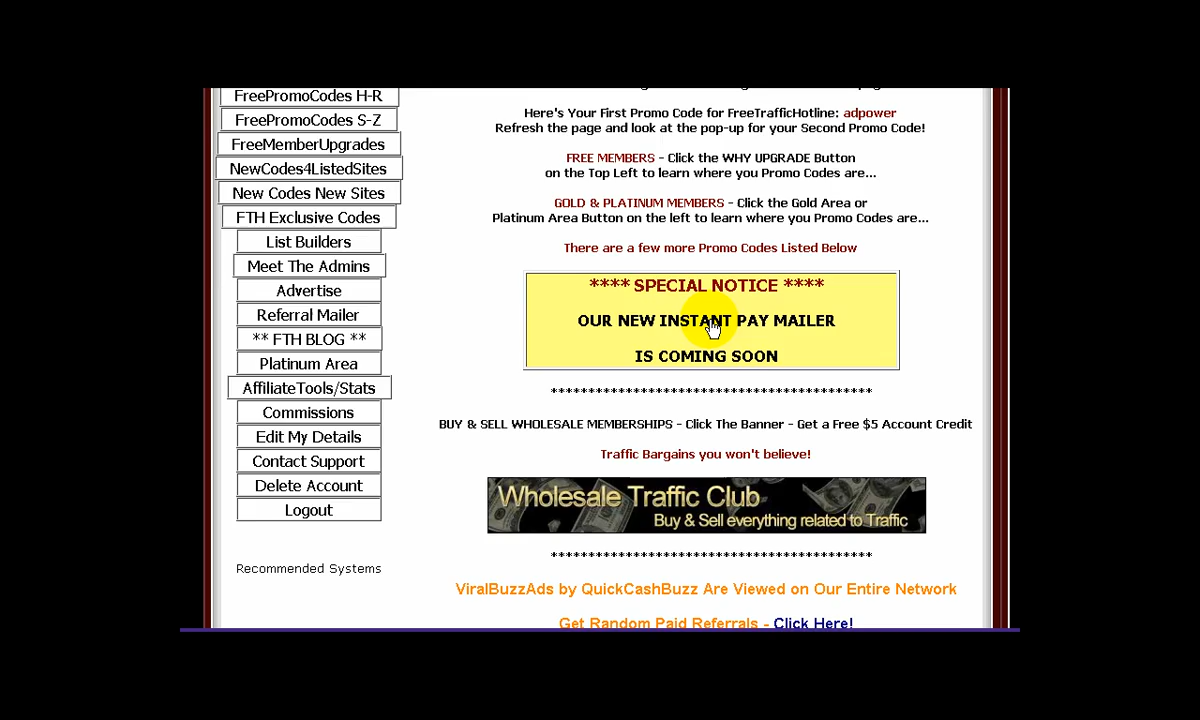 FreePromoCodes H-R
FreePromoCodes S-Z
FreeMemberUpgrades
NewCodes4ListedSites
New Codes New Sites
FTH Exclusive Codes
List Builders
Meet The Admins
Advertise
Referral Mailer
** FTH BLOG **
Platinum Area
AffiliateTools/Stats
Commissions
Edit My Details
Contact Support
Delete Account
Logout
Recommended Systems
Here's Your First Promo Code for FreeTrafficHotline: adpower
Refresh the page and look at the pop-up for your Second Promo Code!
FREE MEMBERS - Click the WHY UPGRADE Button
on the Top Left to learn where you Promo Codes are...
GOLD & PLATINUM MEMBERS - Click the Gold Area or
Platinum Area Button on the left to learn where you Promo Codes are...
There are a few more Promo Codes Listed Below
**** SPECIAL NOTICE ****
OUR NEW INSTANT PAY MAILER
IS COMING SOON
*******************************************
BUY & SELL WHOLESALE MEMBERSHIPS - Click The Banner - Get a Free $5 Account Credit
Traffic Bargains you won't believe!
Wholesale Traffic Club
Buy & Sell everything related to Traffic
*******************************************
ViralBuzzAds by QuickCashBuzz Are Viewed on Our Entire Network
Get Random Paid Referrals - Click Here!